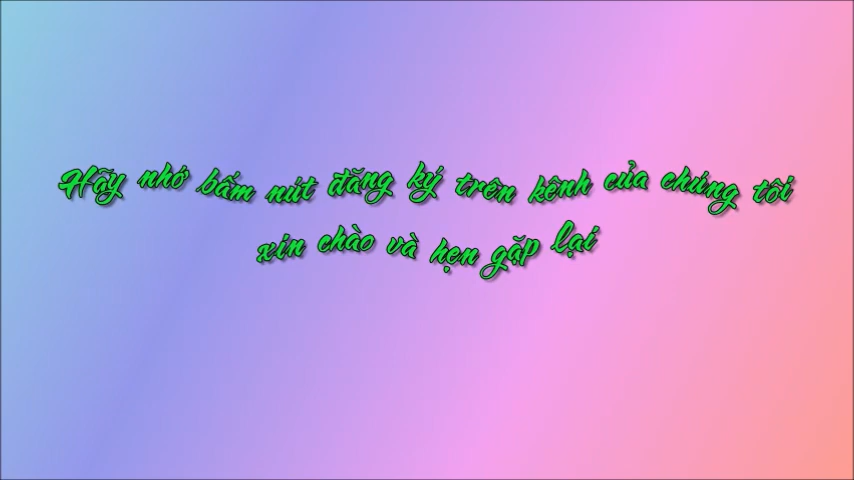 Hãy nhớ bấm nút đăng ký trên kênh của chúng tôi
xin chào và hẹn gặp lại